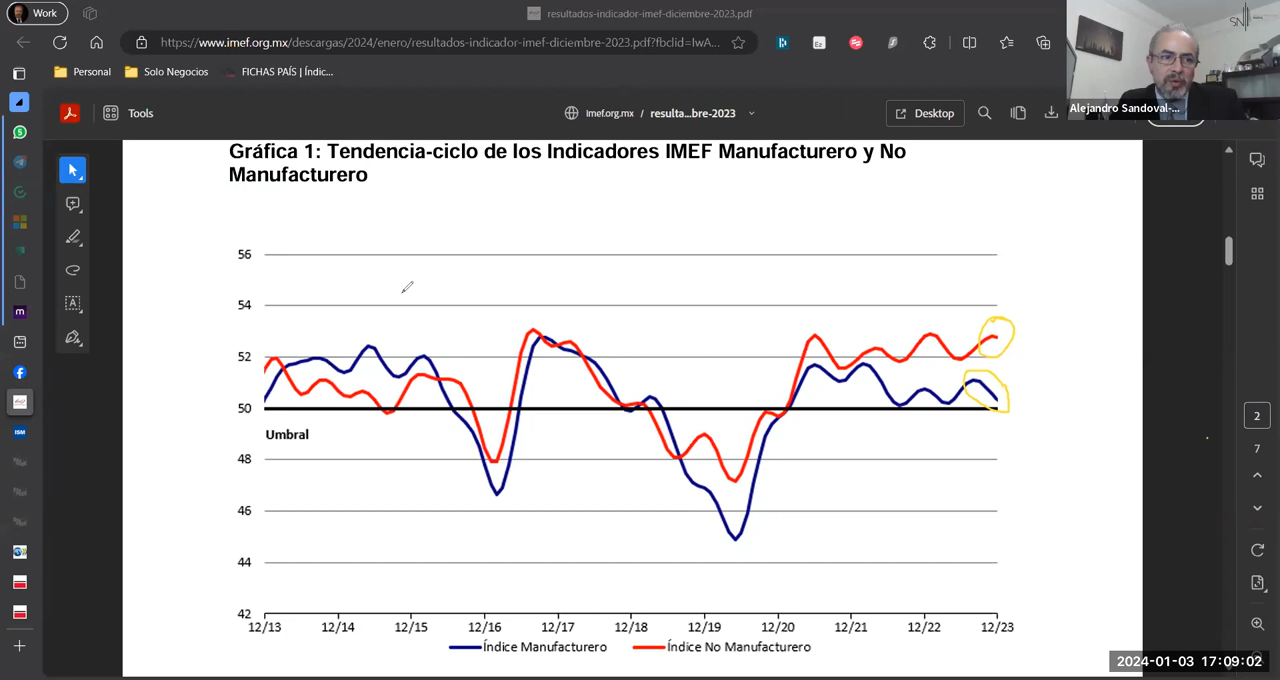 Work
resultados-indicador-imef-diciembre-2023.pdf
https://www.imef.org.mx/descargas/2024/enero/resultados-indicador-imef-diciembre-2023.pdf?fbclid=IwA...
Personal
Solo Negocios
FICHAS PAÍS | Índic...
Tools
imef.org.mx / resulta...bre-2023
Desktop
Alejandro Sandoval-...
Gráfica 1: Tendencia-ciclo de los Indicadores IMEF Manufacturero y No
Manufacturero
56
54
52
50
Umbral
48
46
44
42
12/13 12/14 12/15 12/16 12/17 12/18 12/19 12/20 12/21 12/22 12/23
Índice Manufacturero Índice No Manufacturero
2
7
ISM
2024-01-03 17:09:02